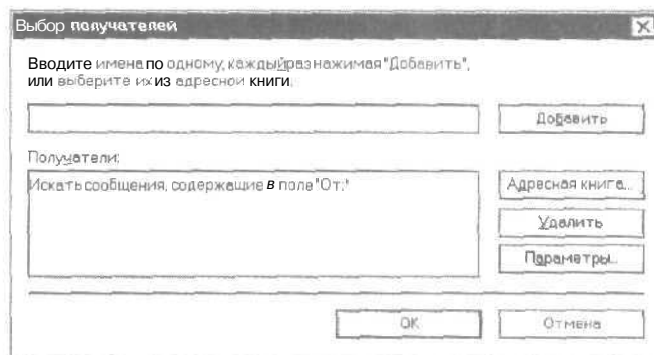 Выбор получателей
Вводите имена по одному, каждый раз нажимая "Добавить",
или выберите их из адресной книги.
Добавить
Получатели:
Искать сообщения, содержащие в поле "От:"
Адресная книга...
Удалить
Параметры...
OK
Отмена